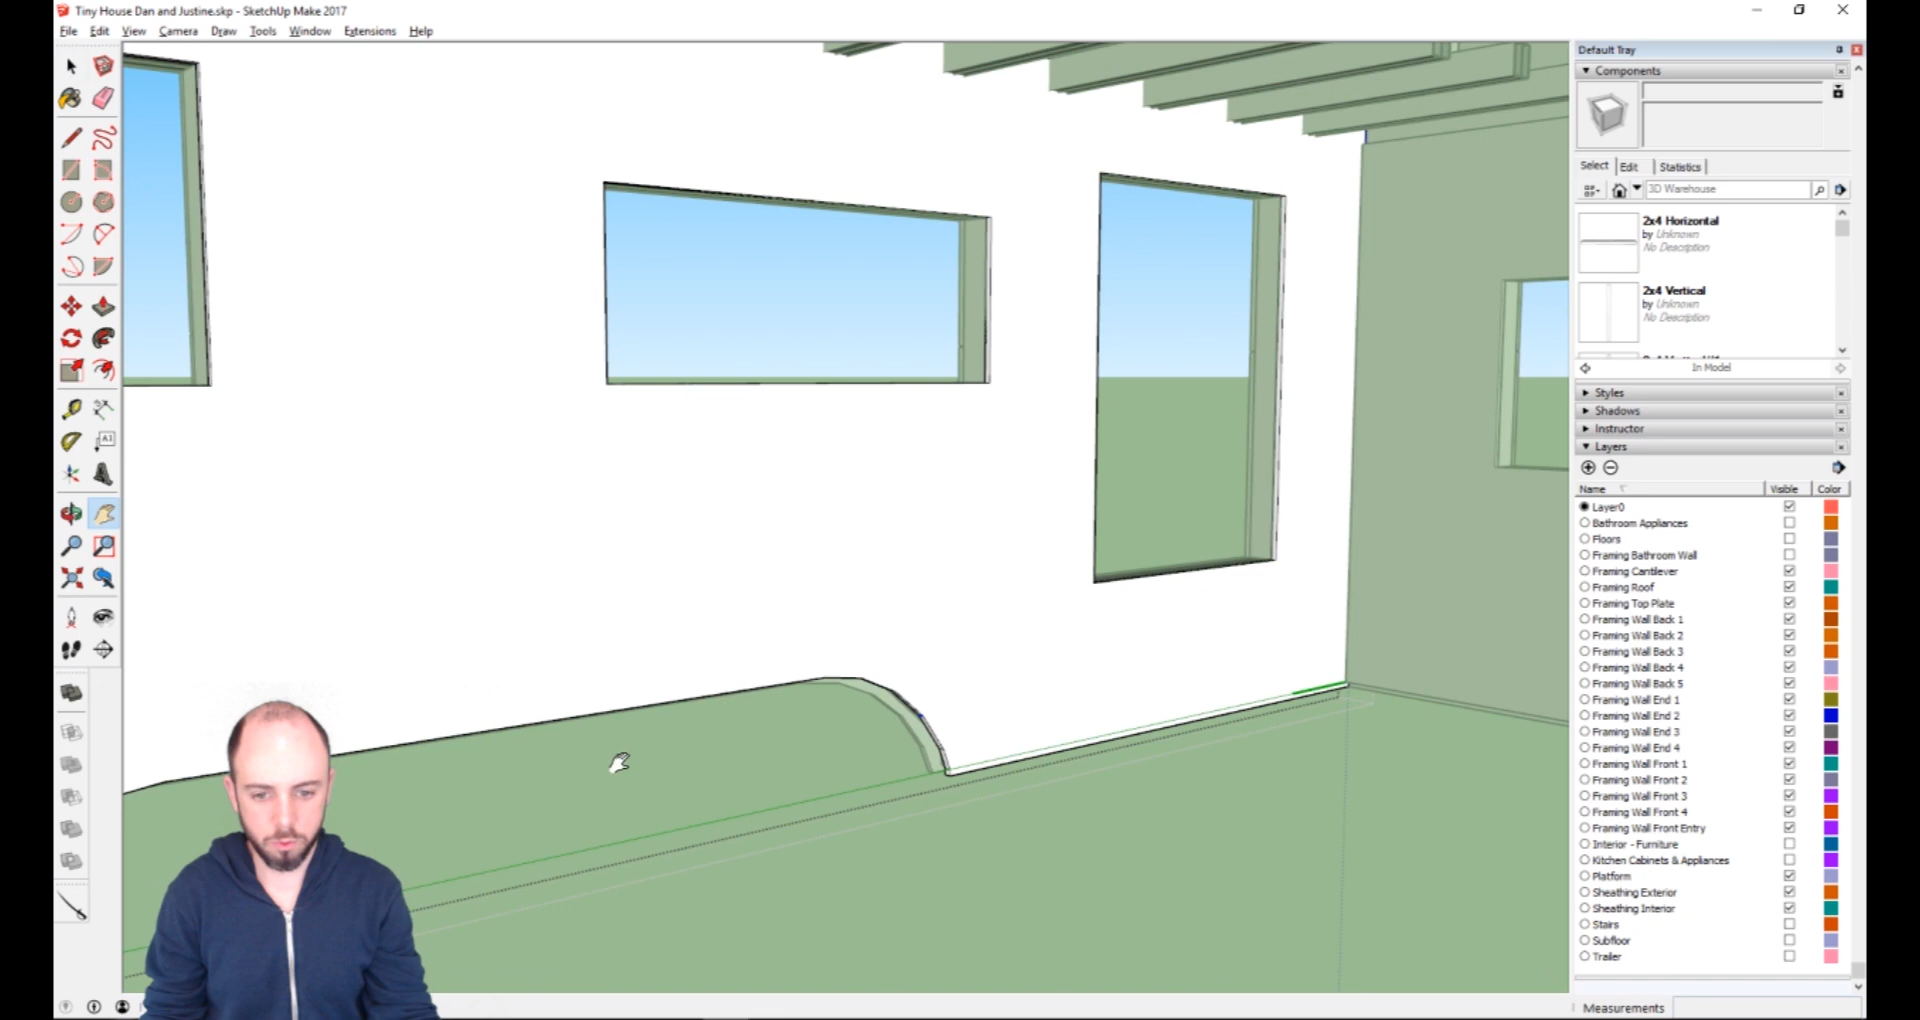 Tiny House Dan and Justine.skp - SketchUp Make 2017
File Edit View Camera Draw Tools Window Extensions Help
Default Tray
Components
Select Edit Statistics
3D Warehouse
2x4 Horizontal
by Unknown
No Description
2x4 Vertical
by Unknown
No Description
In Model
Styles
Shadows
Instructor
Layers
Name Visible Color
Layer0
Bathroom Appliances
Floors
Framing Bathroom Wall
Framing Cantilever
Framing Roof
Framing Top Plate
Framing Wall Back 1
Framing Wall Back 2
Framing Wall Back 3
Framing Wall Back 4
Framing Wall Back 5
Framing Wall End 1
Framing Wall End 2
Framing Wall End 3
Framing Wall End 4
Framing Wall Front 1
Framing Wall Front 2
Framing Wall Front 3
Framing Wall Front 4
Framing Wall Front Entry
Interior - Furniture
Kitchen Cabinets & Appliances
Platform
Sheathing Exterior
Sheathing Interior
Stairs
Subfloor
Trailer
Measurements